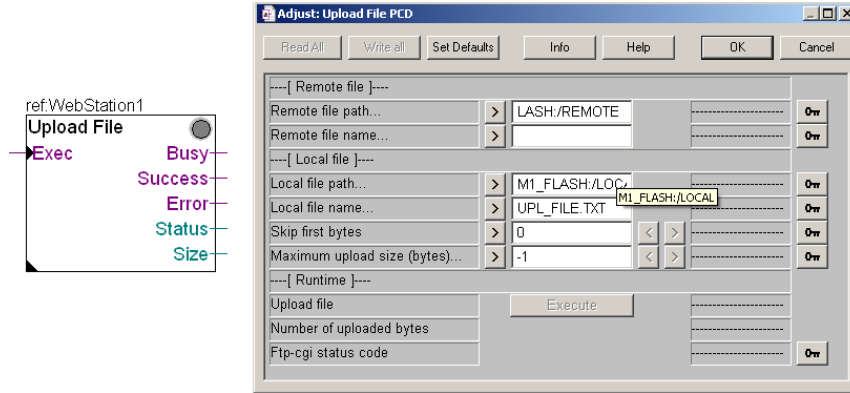 ref:WebStation1
Upload File
Exec
Busy
Success
Error
Status
Size
Adjust: Upload File PCD
Read All Write all Set Defaults Info Help OK Cancel
----[ Remote file ]----
Remote file path... > LASH:/REMOTE
Remote file name... >
----[ Local file ]----
Local file path... > M1_FLASH:/LOCA
M1_FLASH:/LOCAL
Local file name... > UPL_FILE.TXT
Skip first bytes > 0 < >
Maximum upload size (bytes)... > -1 < >
----[ Runtime ]----
Upload file Execute
Number of uploaded bytes
Ftp-cgi status code